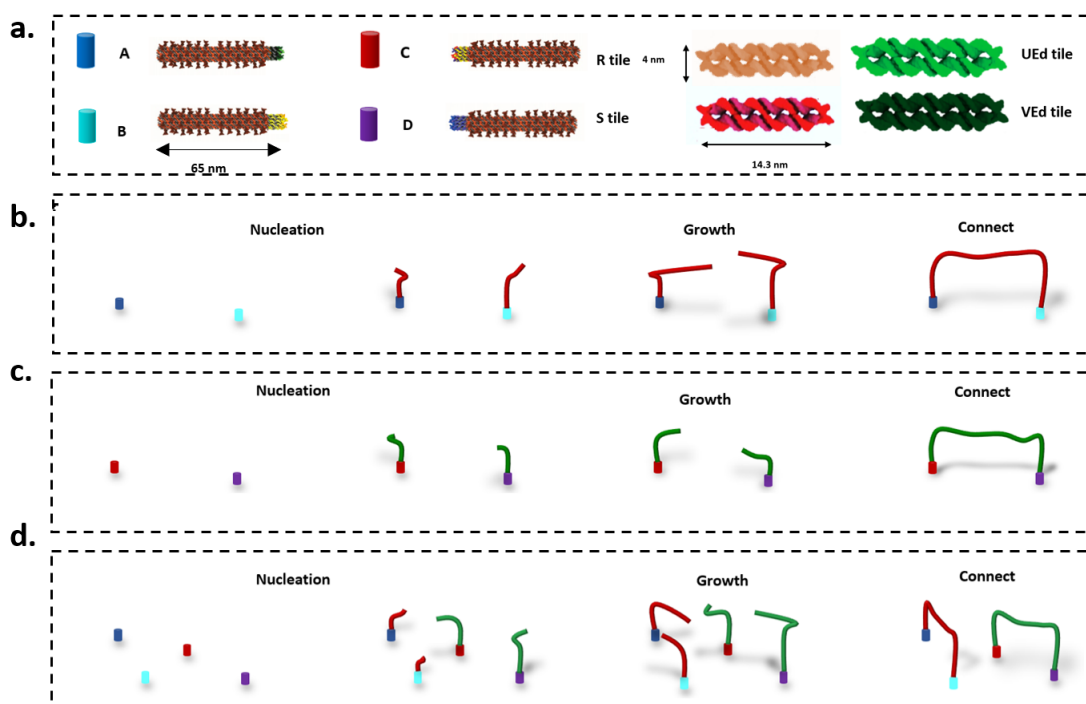 a.
A
C
R tile
4 nm
UEd tile
B
D
S tile
VEd tile
65 nm
14.3 nm
b.
Nucleation
Growth
Connect
c.
Nucleation
Growth
Connect
d.
Nucleation
Growth
Connect